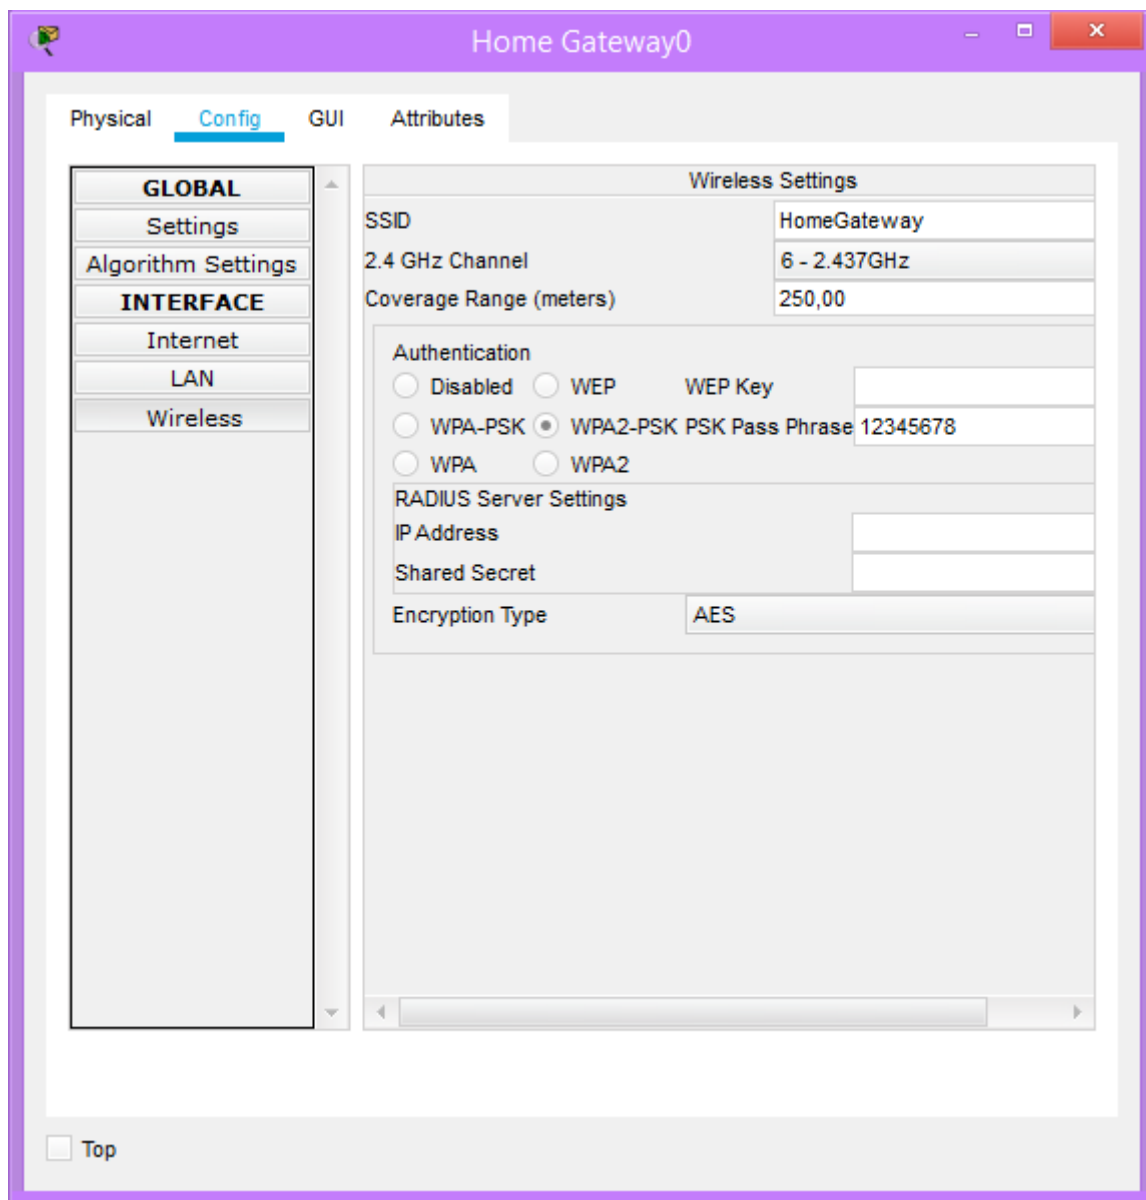 Home Gateway0
Physical Config GUI Attributes
GLOBAL
Settings
Algorithm Settings
INTERFACE
Internet
LAN
Wireless
Wireless Settings
SSID HomeGateway
2.4 GHz Channel 6 - 2.437GHz
Coverage Range (meters) 250,00
Authentication
Disabled WEP WEP Key
WPA-PSK WPA2-PSK PSK Pass Phrase 12345678
WPA WPA2
RADIUS Server Settings
IP Address
Shared Secret
Encryption Type AES
Top